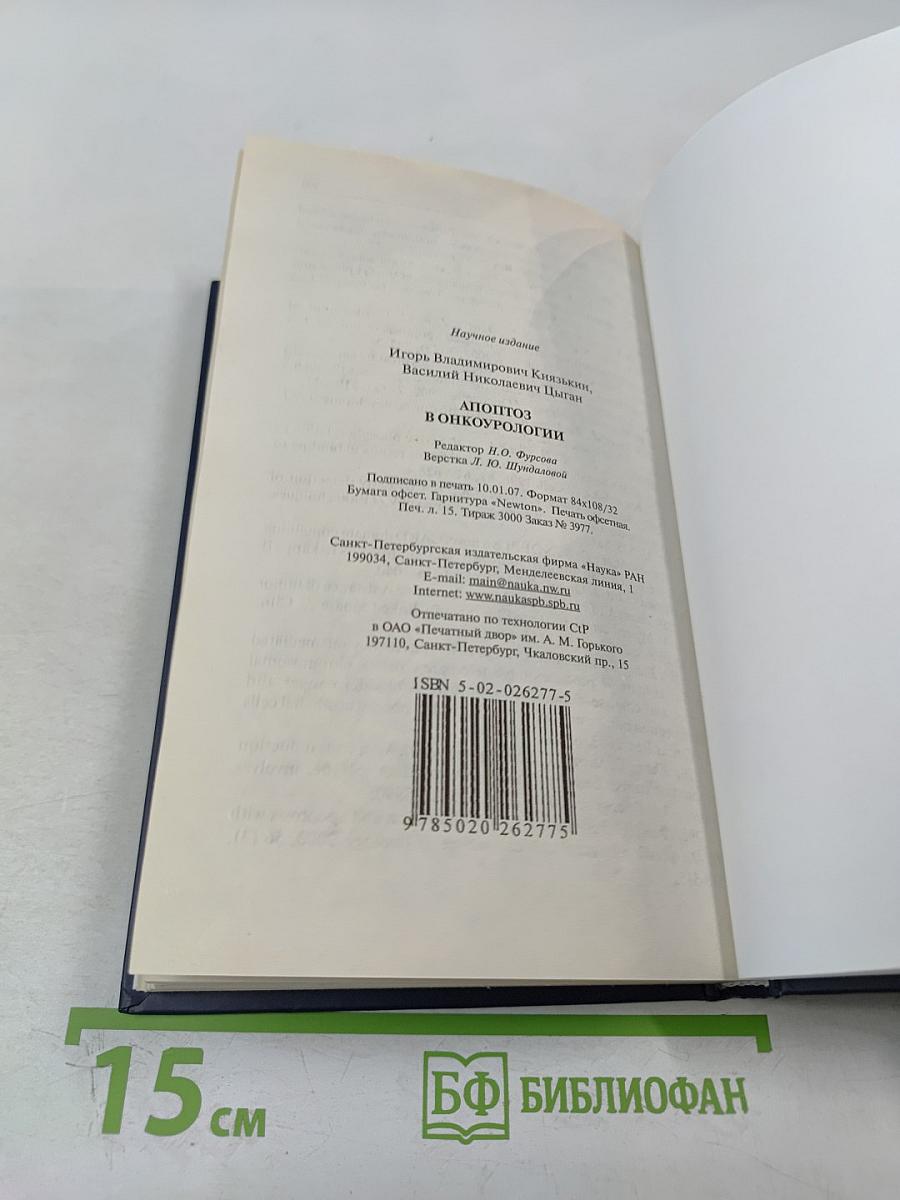 Научное издание
Игорь Владимирович Князькин,
Василий Николаевич Цыган
АПОПТОЗ
В ОНКОУРОЛОГИИ
Редактор Н.О. Фурсова
Верстка Л. Ю. Шундаловой
Подписано в печать 10.01.07. Формат 84х108/32
Бумага офсет. Гарнитура «Newton». Печать офсетная.
Печ. л. 15. Тираж 3000 Заказ № 3977.
Санкт-Петербургская издательская фирма «Наука» РАН
199034, Санкт-Петербург, Менделеевская линия, 1
E-mail: main@nauka.nw.ru
Internet: www.naukaspb.spb.ru
Отпечатано по технологии CtP
в ОАО «Печатный двор» им. А. М. Горького
197110, Санкт-Петербург, Чкаловский пр., 15
ISBN 5-02-026277-5
9 785020 262775
15 см
БФ БИБЛИОФАН